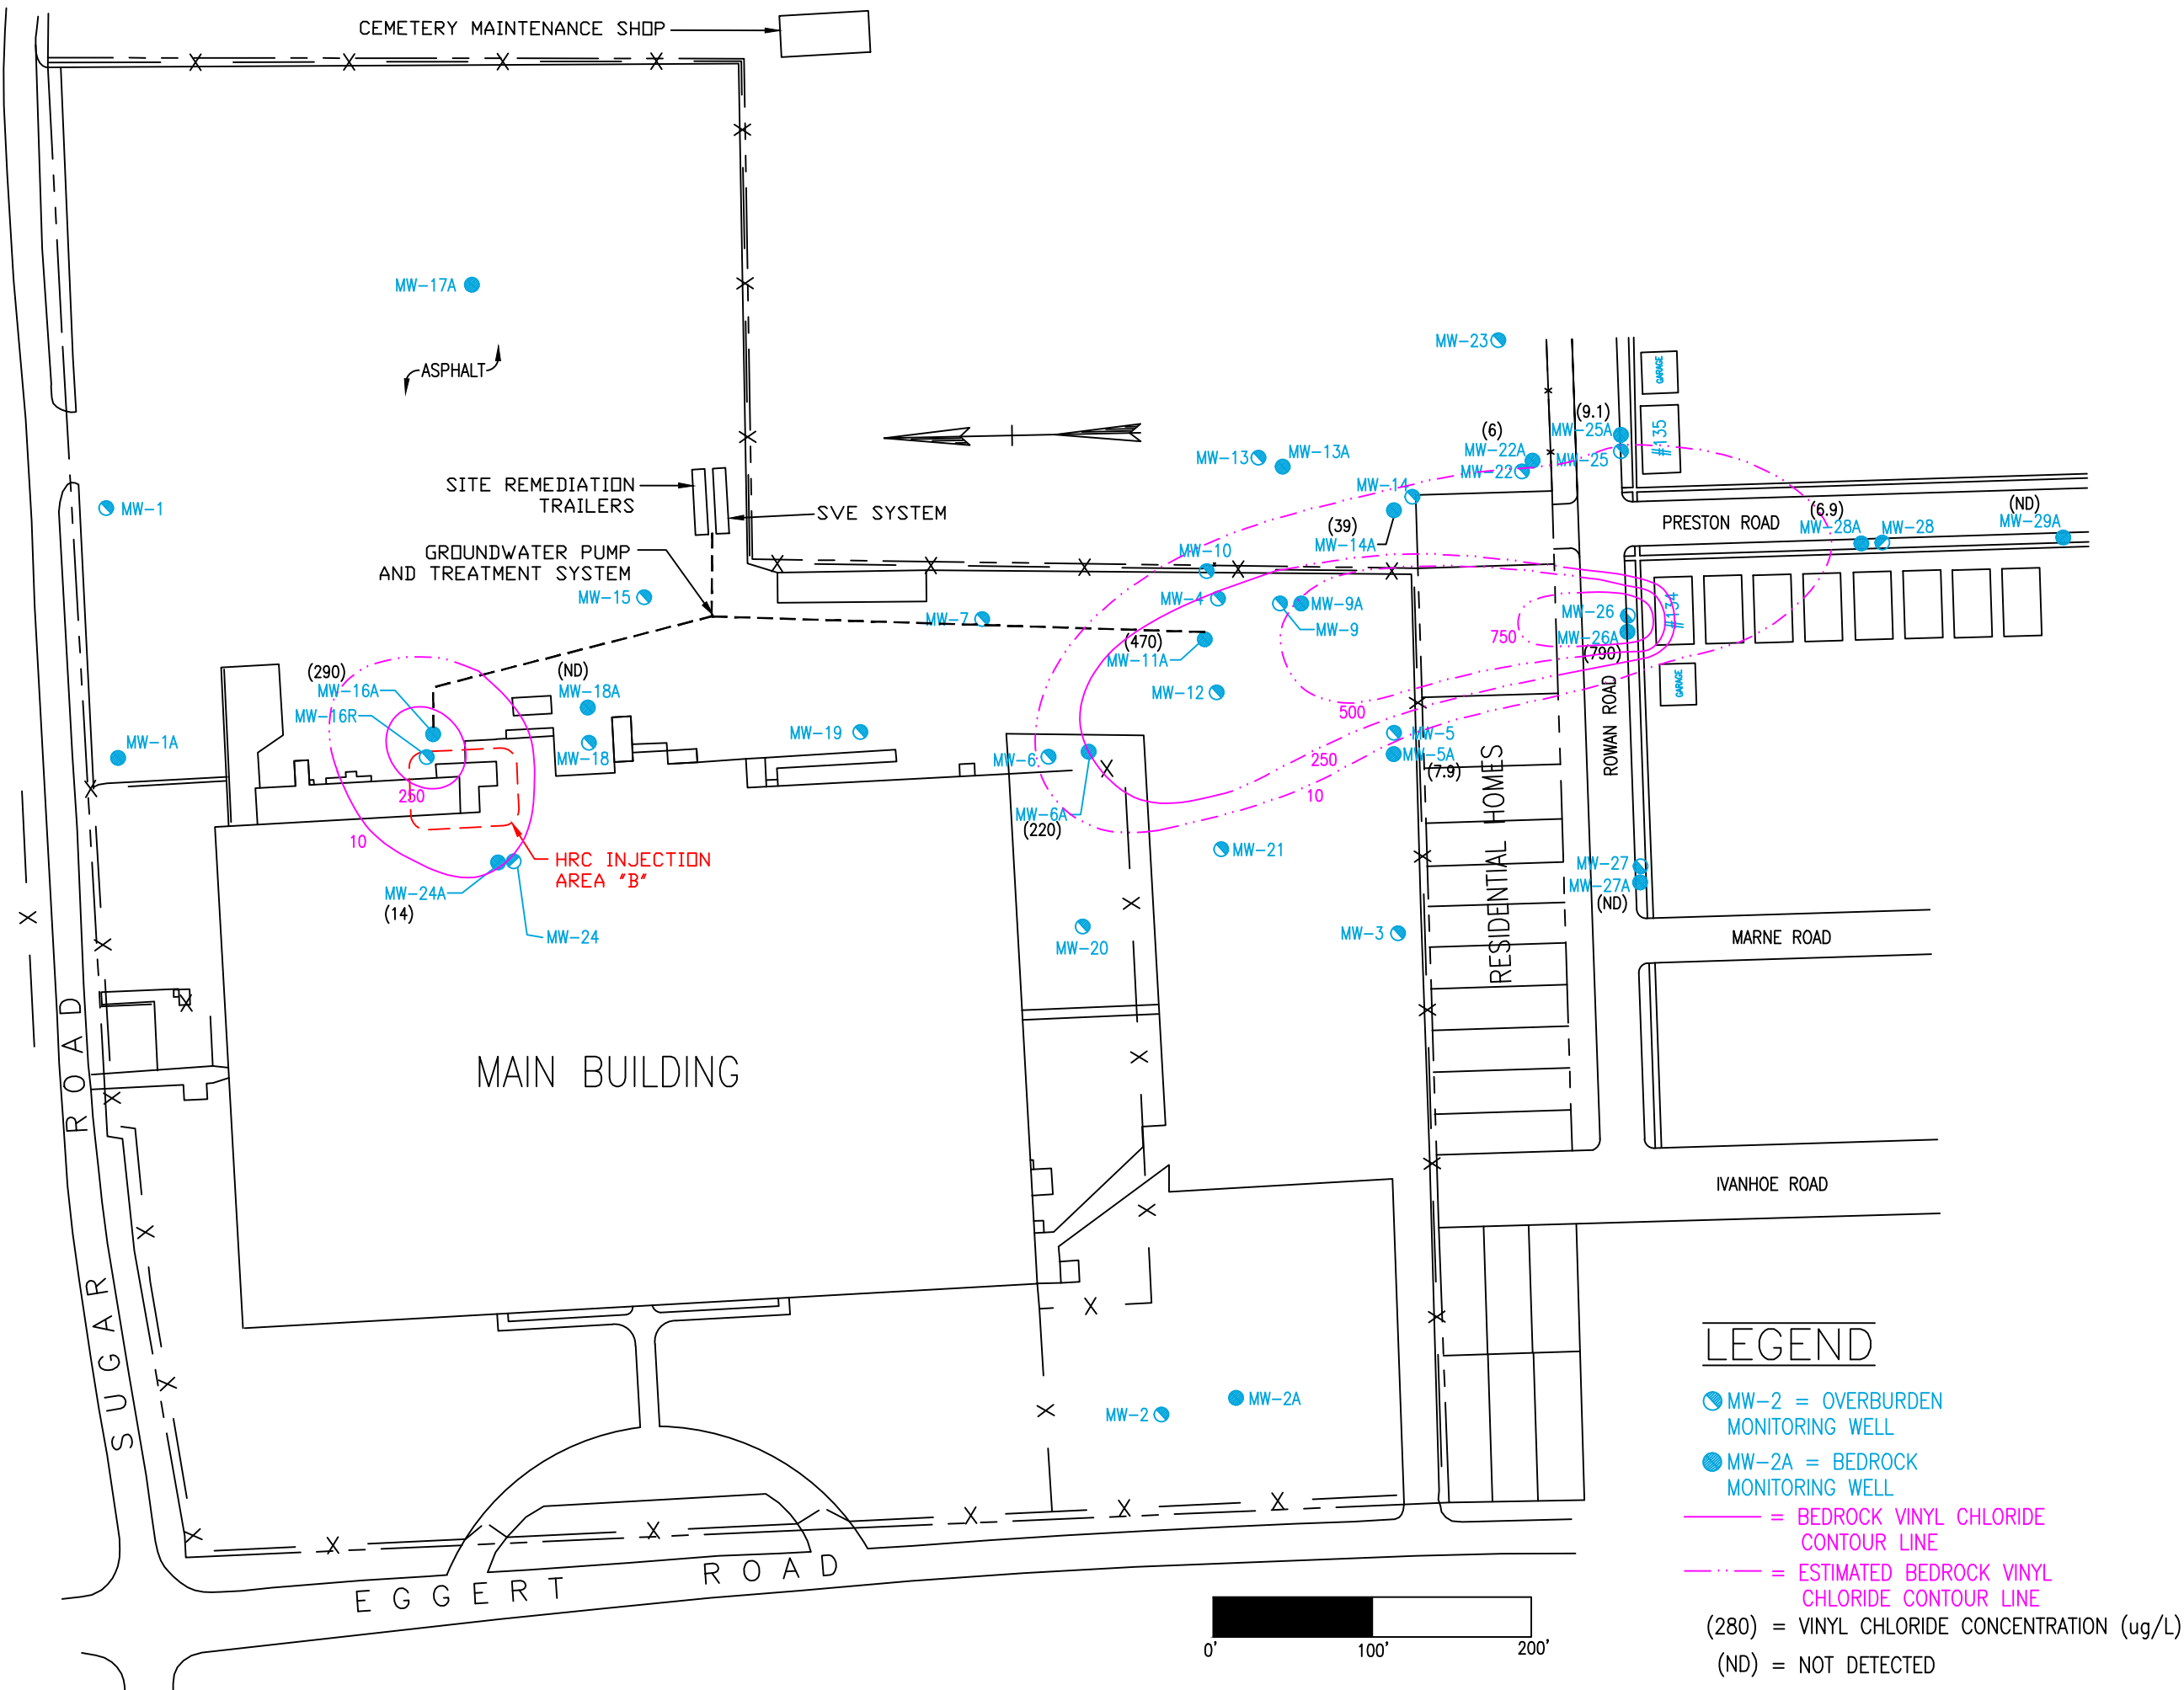 CEMETERY MAINTENANCE SHOP
MW-17A
ASPHALT
MW-23
(9.1)
MW-25A
MW-25
(6)
MW-22A
MW-22
GARAGE
#135
MW-13
MW-13A
MW-14
(39)
MW-14A
SITE REMEDIATION
TRAILERS
SVE SYSTEM
MW-1
GROUNDWATER PUMP
AND TREATMENT SYSTEM
MW-15
MW-10
MW-4
MW-7
MW-9A
MW-9
(470)
MW-11A
MW-12
PRESTON ROAD
(6.9)
MW-28A
MW-28
(ND)
MW-29A
MW-26
MW-26A
(790)
#134
GARAGE
750
500
250
10
(290)
MW-16A
MW-16R
(ND)
MW-18A
MW-18
MW-1A
250
10
MW-19
MW-6
MW-6A
(220)
MW-5
MW-5A
(7.9)
ROWAN ROAD
RESIDENTIAL HOMES
HRC INJECTION
AREA "B"
MW-24A
(14)
MW-24
MW-21
MW-20
MW-3
MW-27
MW-27A
(ND)
MARNE ROAD
MAIN BUILDING
IVANHOE ROAD
SUGAR ROAD
MW-2
MW-2A
EGGERT ROAD
0'
100'
200'
LEGEND
MW-2 = OVERBURDEN
MONITORING WELL
MW-2A = BEDROCK
MONITORING WELL
= BEDROCK VINYL CHLORIDE
CONTOUR LINE
= ESTIMATED BEDROCK VINYL
CHLORIDE CONTOUR LINE
(280) = VINYL CHLORIDE CONCENTRATION (ug/L)
(ND) = NOT DETECTED